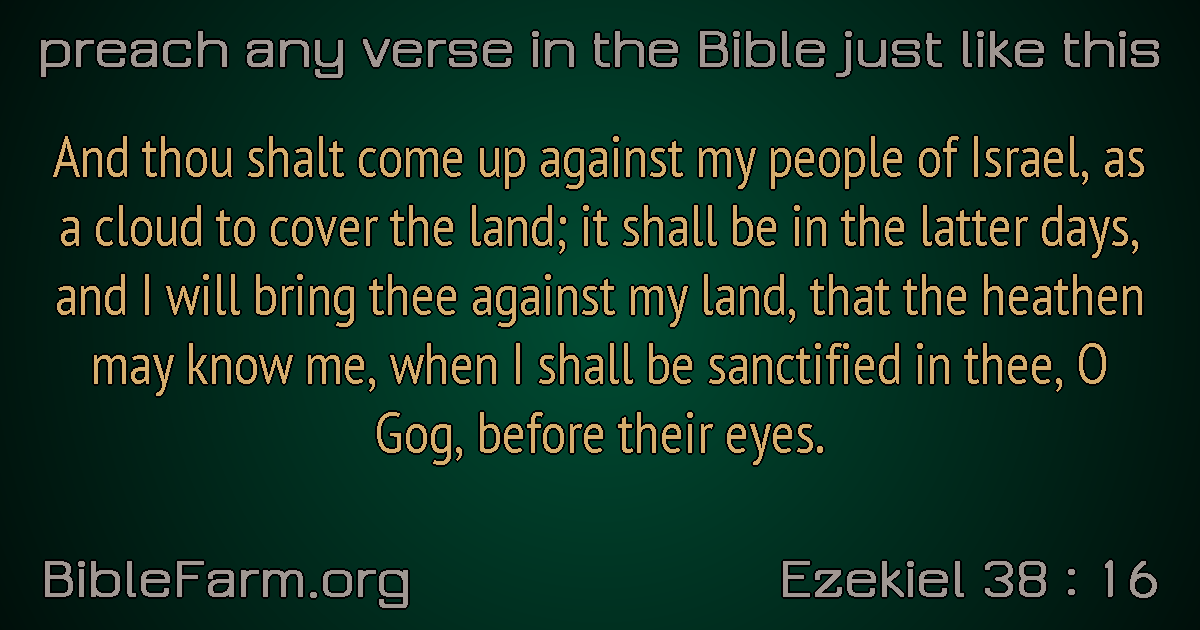 preach any verse in the Bible just like this
And thou shalt come up against my people of Israel, as
a cloud to cover the land; it shall be in the latter days,
and I will bring thee against my land, that the heathen
may know me, when I shall be sanctified in thee, O
Gog, before their eyes.
BibleFarm.org
Ezekiel 38 : 16